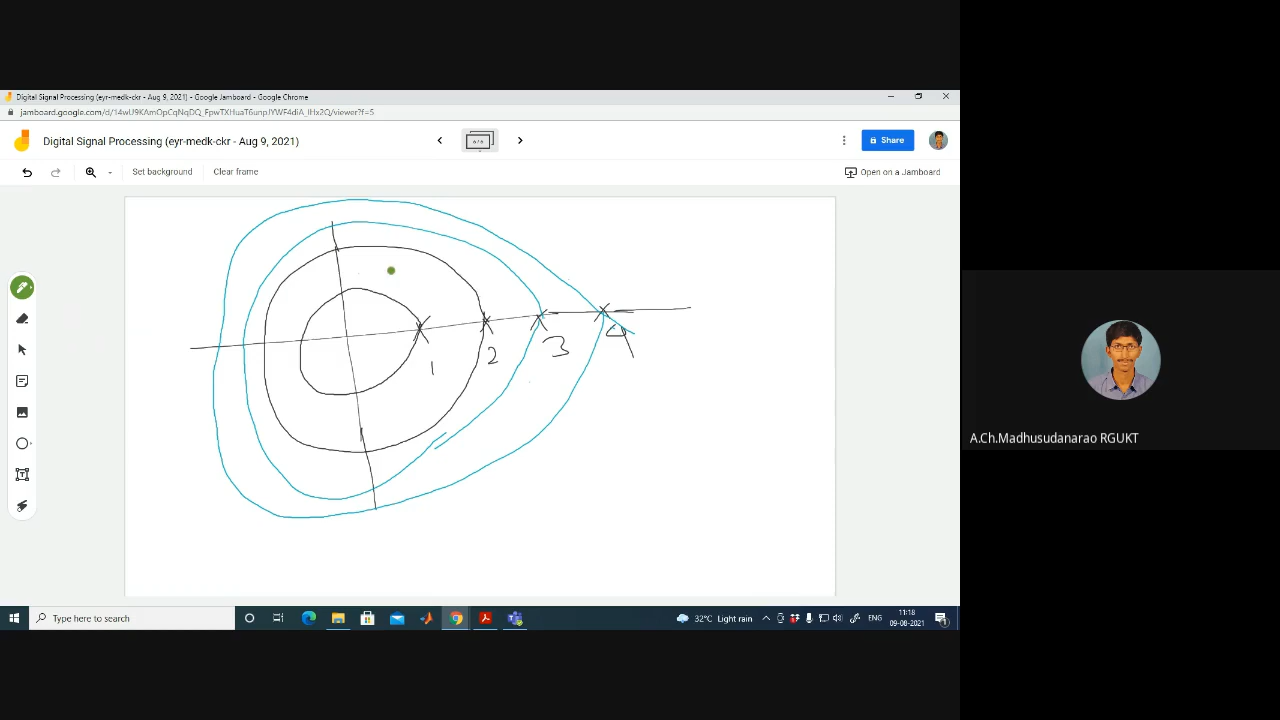 Digital Signal Processing (eyr-medk-ckr - Aug 9, 2021) - Google Jamboard - Google Chrome
Digital Signal Processing (eyr-medk-ckr - Aug 9, 2021)
6 / 6
Share
Set background
Clear frame
Open on a Jamboard
1
2
3
4
A.Ch.Madhusudanarao RGUKT
Type here to search
32°C Light rain
ENG
11:18
09-08-2021